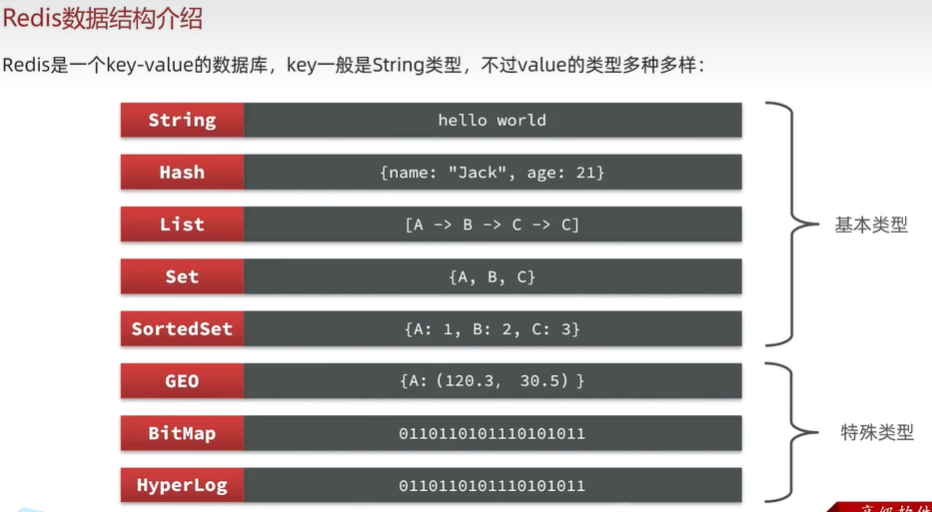 Redis数据结构介绍
Redis是一个key-value的数据库，key一般是String类型，不过value的类型多种多样：
String hello world
Hash {name: "Jack", age: 21}
List [A -> B -> C -> C]
Set {A, B, C}
SortedSet {A: 1, B: 2, C: 3}
基本类型
GEO {A: (120.3, 30.5) }
BitMap 0110110101110101011
HyperLog 0110110101110101011
特殊类型